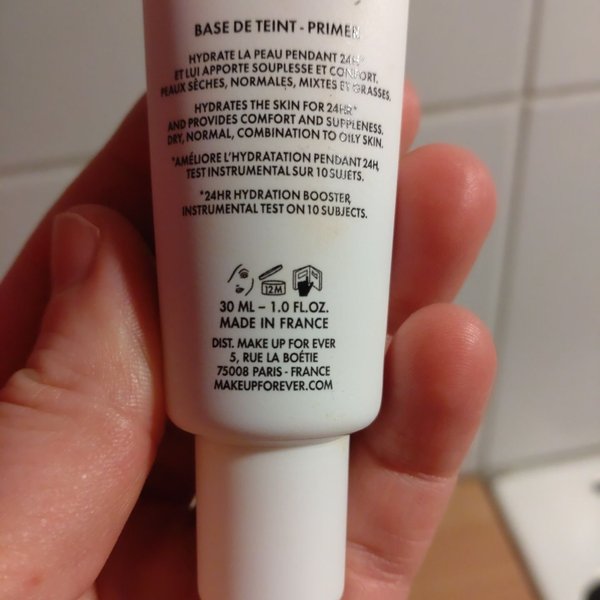 BASE DE TEINT - PRIMER
HYDRATE LA PEAU PENDANT 24H*
ET LUI APPORTE SOUPLESSE ET CONFORT.
PEAUX SÈCHES, NORMALES, MIXTES ET GRASSES.
HYDRATES THE SKIN FOR 24HR*
AND PROVIDES COMFORT AND SUPPLENESS.
DRY, NORMAL, COMBINATION TO OILY SKIN.
*AMÉLIORE L'HYDRATATION PENDANT 24H,
TEST INSTRUMENTAL SUR 10 SUJETS.
*24HR HYDRATION BOOSTER,
INSTRUMENTAL TEST ON 10 SUBJECTS.
12M
30 ML – 1.0 FL.OZ.
MADE IN FRANCE
DIST. MAKE UP FOR EVER
5, RUE LA BOÉTIE
75008 PARIS - FRANCE
MAKEUPFOREVER.COM